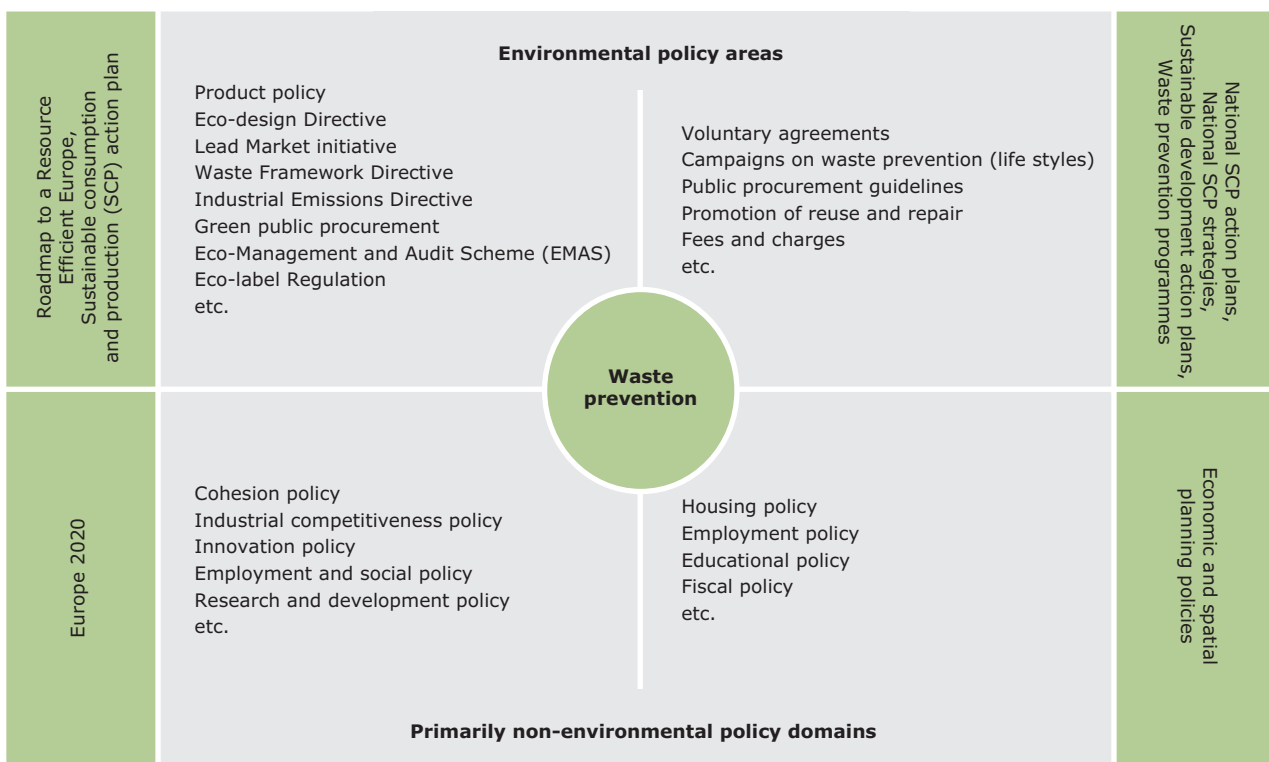 Roadmap to a Resource
Efficient Europe,
Sustainable consumption
and production (SCP) action plan
Environmental policy areas
Product policy
Eco-design Directive
Lead Market initiative
Waste Framework Directive
Industrial Emissions Directive
Green public procurement
Eco-Management and Audit Scheme (EMAS)
Eco-label Regulation
etc.
Voluntary agreements
Campaigns on waste prevention (life styles)
Public procurement guidelines
Promotion of reuse and repair
Fees and charges
etc.
National SCP action plans,
National SCP strategies,
Sustainable development action plans,
Waste prevention programmes
Waste
prevention
Europe 2020
Cohesion policy
Industrial competitiveness policy
Innovation policy
Employment and social policy
Research and development policy
etc.
Housing policy
Employment policy
Educational policy
Fiscal policy
etc.
Economic and spatial
planning policies
Primarily non-environmental policy domains